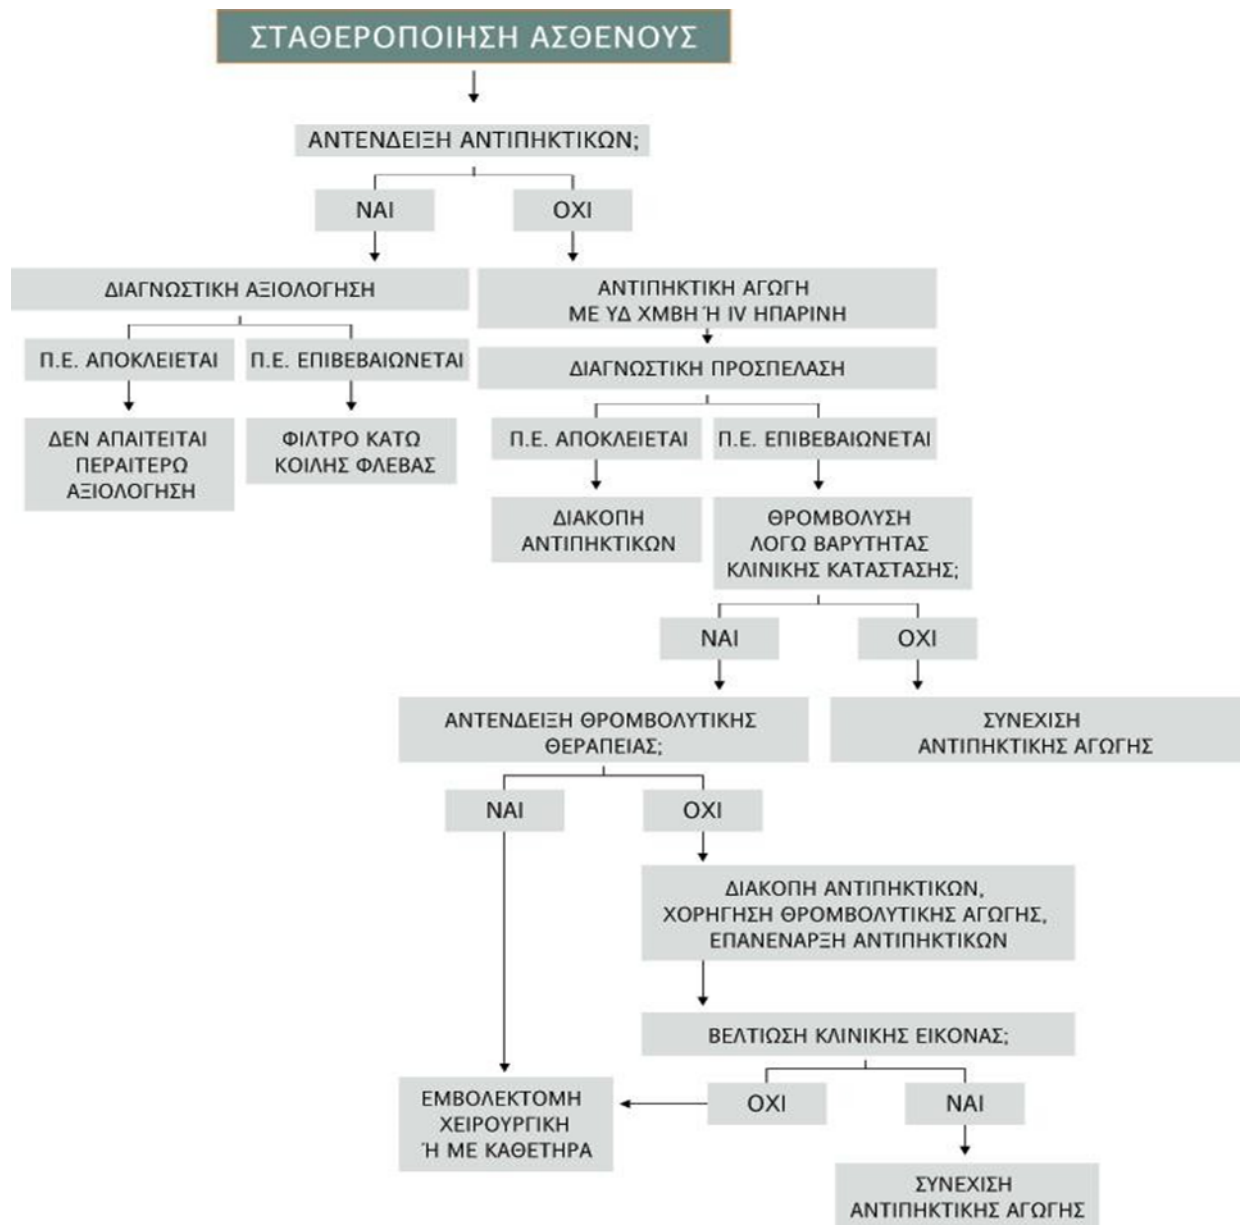 ΣΤΑΘΕΡΟΠΟΙΗΣΗ ΑΣΘΕΝΟΥΣ
ΑΝΤΕΝΔΕΙΞΗ ΑΝΤΙΠΗΚΤΙΚΩΝ;
ΝΑΙ
ΟΧΙ
ΔΙΑΓΝΩΣΤΙΚΗ ΑΞΙΟΛΟΓΗΣΗ
ΑΝΤΙΠΗΚΤΙΚΗ ΑΓΩΓΗ
ΜΕ ΥΔ ΧΜΒΗ Ή IV ΗΠΑΡΙΝΗ
Π.Ε. ΑΠΟΚΛΕΙΕΤΑΙ
Π.Ε. ΕΠΙΒΕΒΑΙΩΝΕΤΑΙ
ΔΙΑΓΝΩΣΤΙΚΗ ΠΡΟΣΠΕΛΑΣΗ
ΔΕΝ ΑΠΑΙΤΕΙΤΑΙ
ΠΕΡΑΙΤΕΡΩ
ΑΞΙΟΛΟΓΗΣΗ
ΦΙΛΤΡΟ ΚΑΤΩ
ΚΟΙΛΗΣ ΦΛΕΒΑΣ
Π.Ε. ΑΠΟΚΛΕΙΕΤΑΙ
Π.Ε. ΕΠΙΒΕΒΑΙΩΝΕΤΑΙ
ΔΙΑΚΟΠΗ
ΑΝΤΙΠΗΚΤΙΚΩΝ
ΘΡΟΜΒΟΛΥΣΗ
ΛΟΓΩ ΒΑΡΥΤΗΤΑΣ
ΚΛΙΝΙΚΗΣ ΚΑΤΑΣΤΑΣΗΣ;
ΝΑΙ
ΟΧΙ
ΑΝΤΕΝΔΕΙΞΗ ΘΡΟΜΒΟΛΥΤΙΚΗΣ
ΘΕΡΑΠΕΙΑΣ;
ΣΥΝΕΧΙΣΗ
ΑΝΤΙΠΗΚΤΙΚΗΣ ΑΓΩΓΗΣ
ΝΑΙ
ΟΧΙ
ΔΙΑΚΟΠΗ ΑΝΤΙΠΗΚΤΙΚΩΝ,
ΧΟΡΗΓΗΣΗ ΘΡΟΜΒΟΛΥΤΙΚΗΣ ΑΓΩΓΗΣ,
ΕΠΑΝΕΝΑΡΞΗ ΑΝΤΙΠΗΚΤΙΚΩΝ
ΒΕΛΤΙΩΣΗ ΚΛΙΝΙΚΗΣ ΕΙΚΟΝΑΣ;
ΕΜΒΟΛΕΚΤΟΜΗ
ΧΕΙΡΟΥΡΓΙΚΗ
Ή ΜΕ ΚΑΘΕΤΗΡΑ
ΟΧΙ
ΝΑΙ
ΣΥΝΕΧΙΣΗ
ΑΝΤΙΠΗΚΤΙΚΗΣ ΑΓΩΓΗΣ